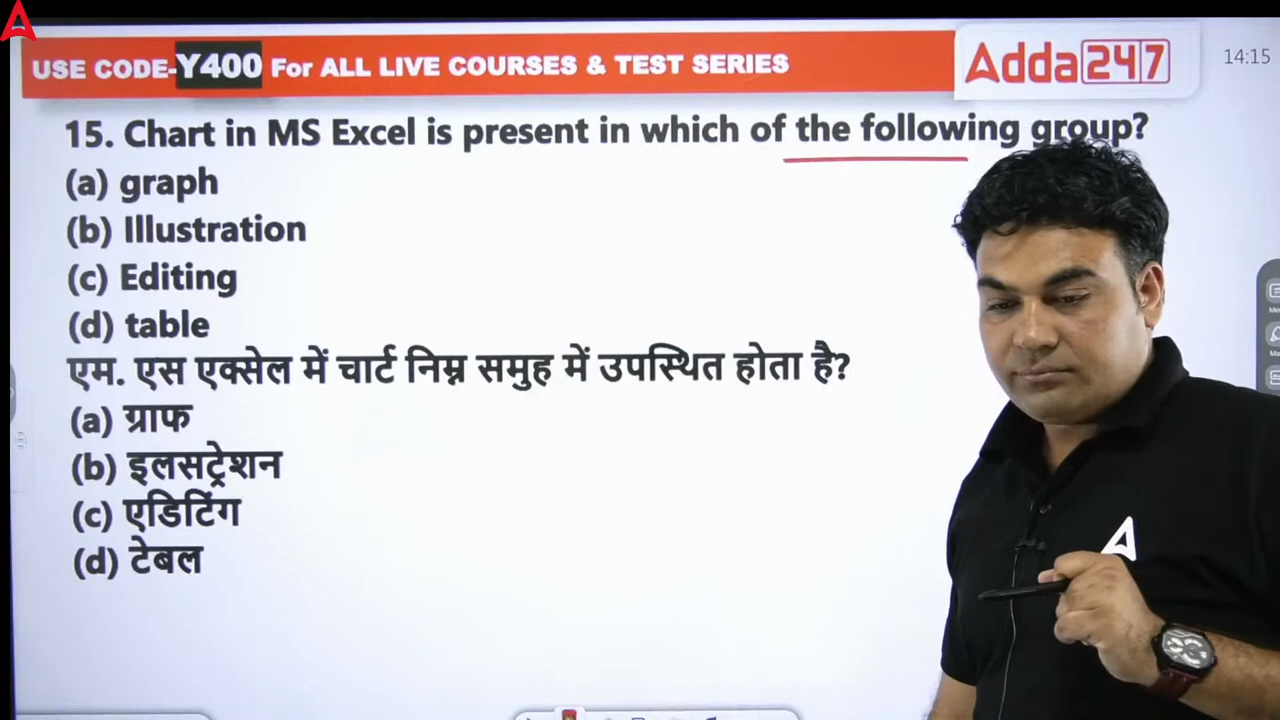 USE CODE-Y400 For ALL LIVE COURSES & TEST SERIES
Adda247
14:15
15. Chart in MS Excel is present in which of the following group?
(a) graph
(b) Illustration
(c) Editing
(d) table
एम. एस एक्सेल में चार्ट निम्न समुह में उपस्थित होता है?
(a) ग्राफ
(b) इलसट्रेशन
(c) एडिटिंग
(d) टेबल